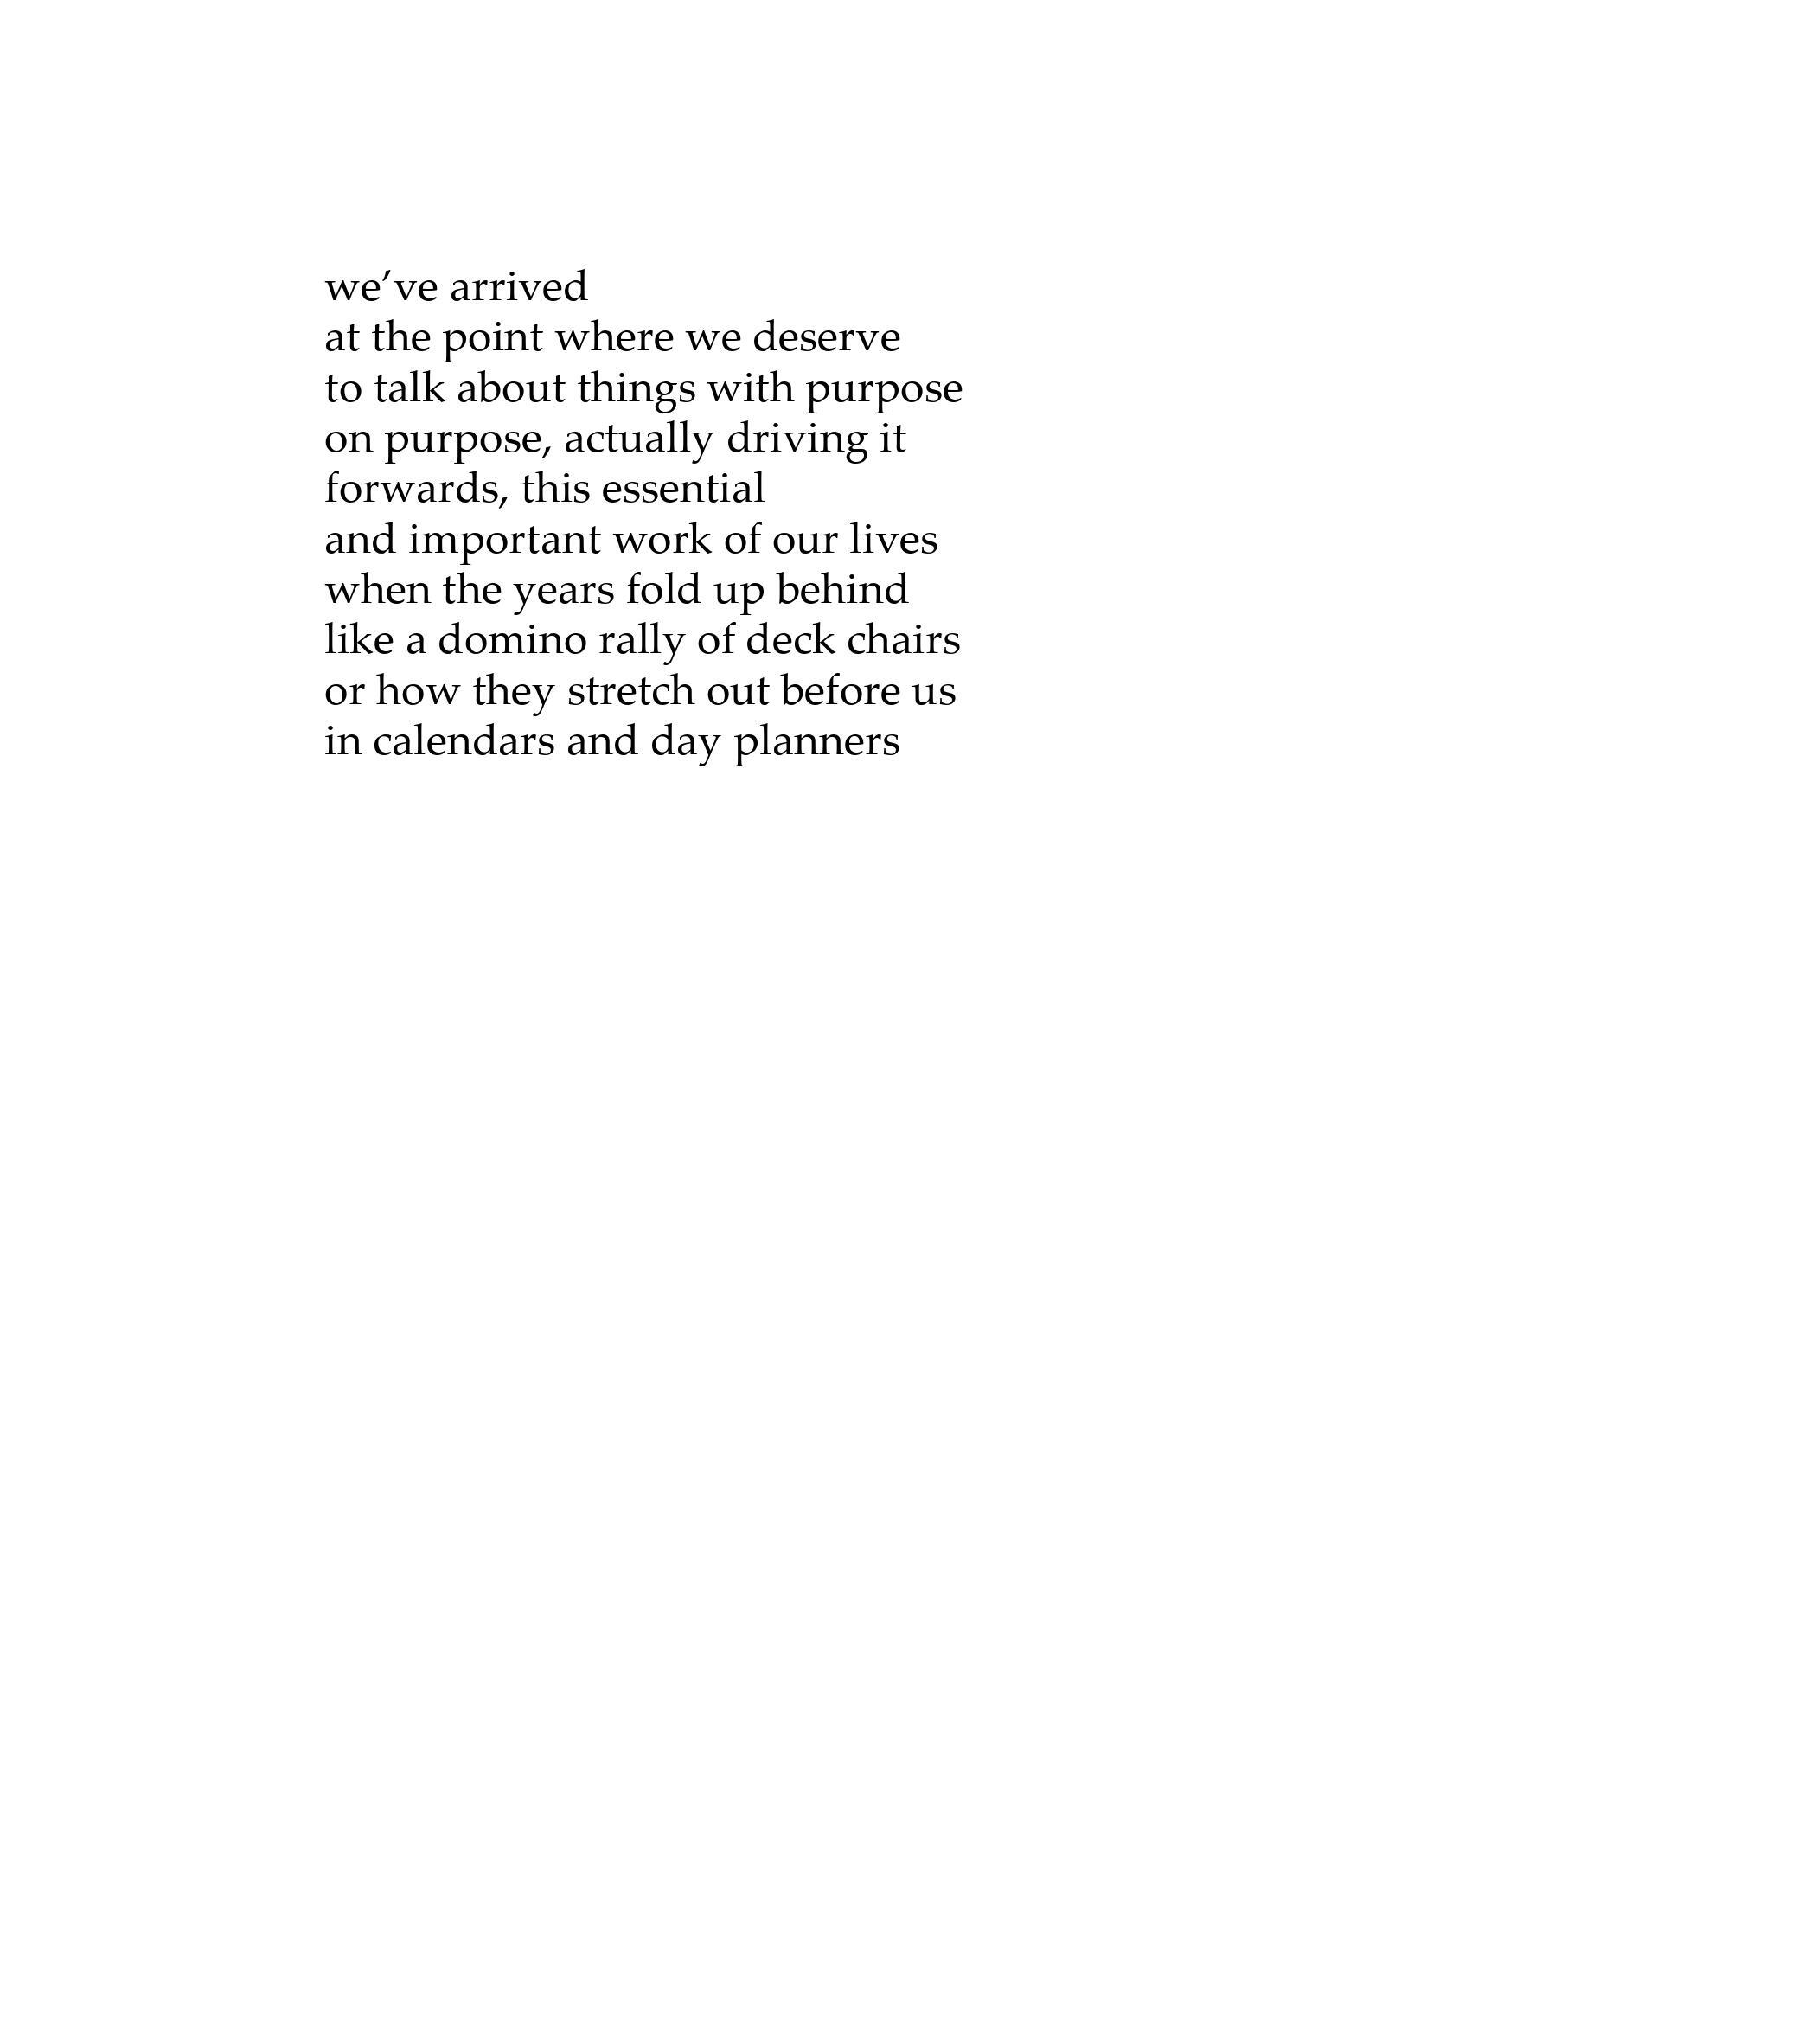 we’ve arrived
at the point where we deserve
to talk about things with purpose
on purpose, actually driving it
forwards, this essential
and important work of our lives
when the years fold up behind
like a domino rally of deck chairs
or how they stretch out before us
in calendars and day planners